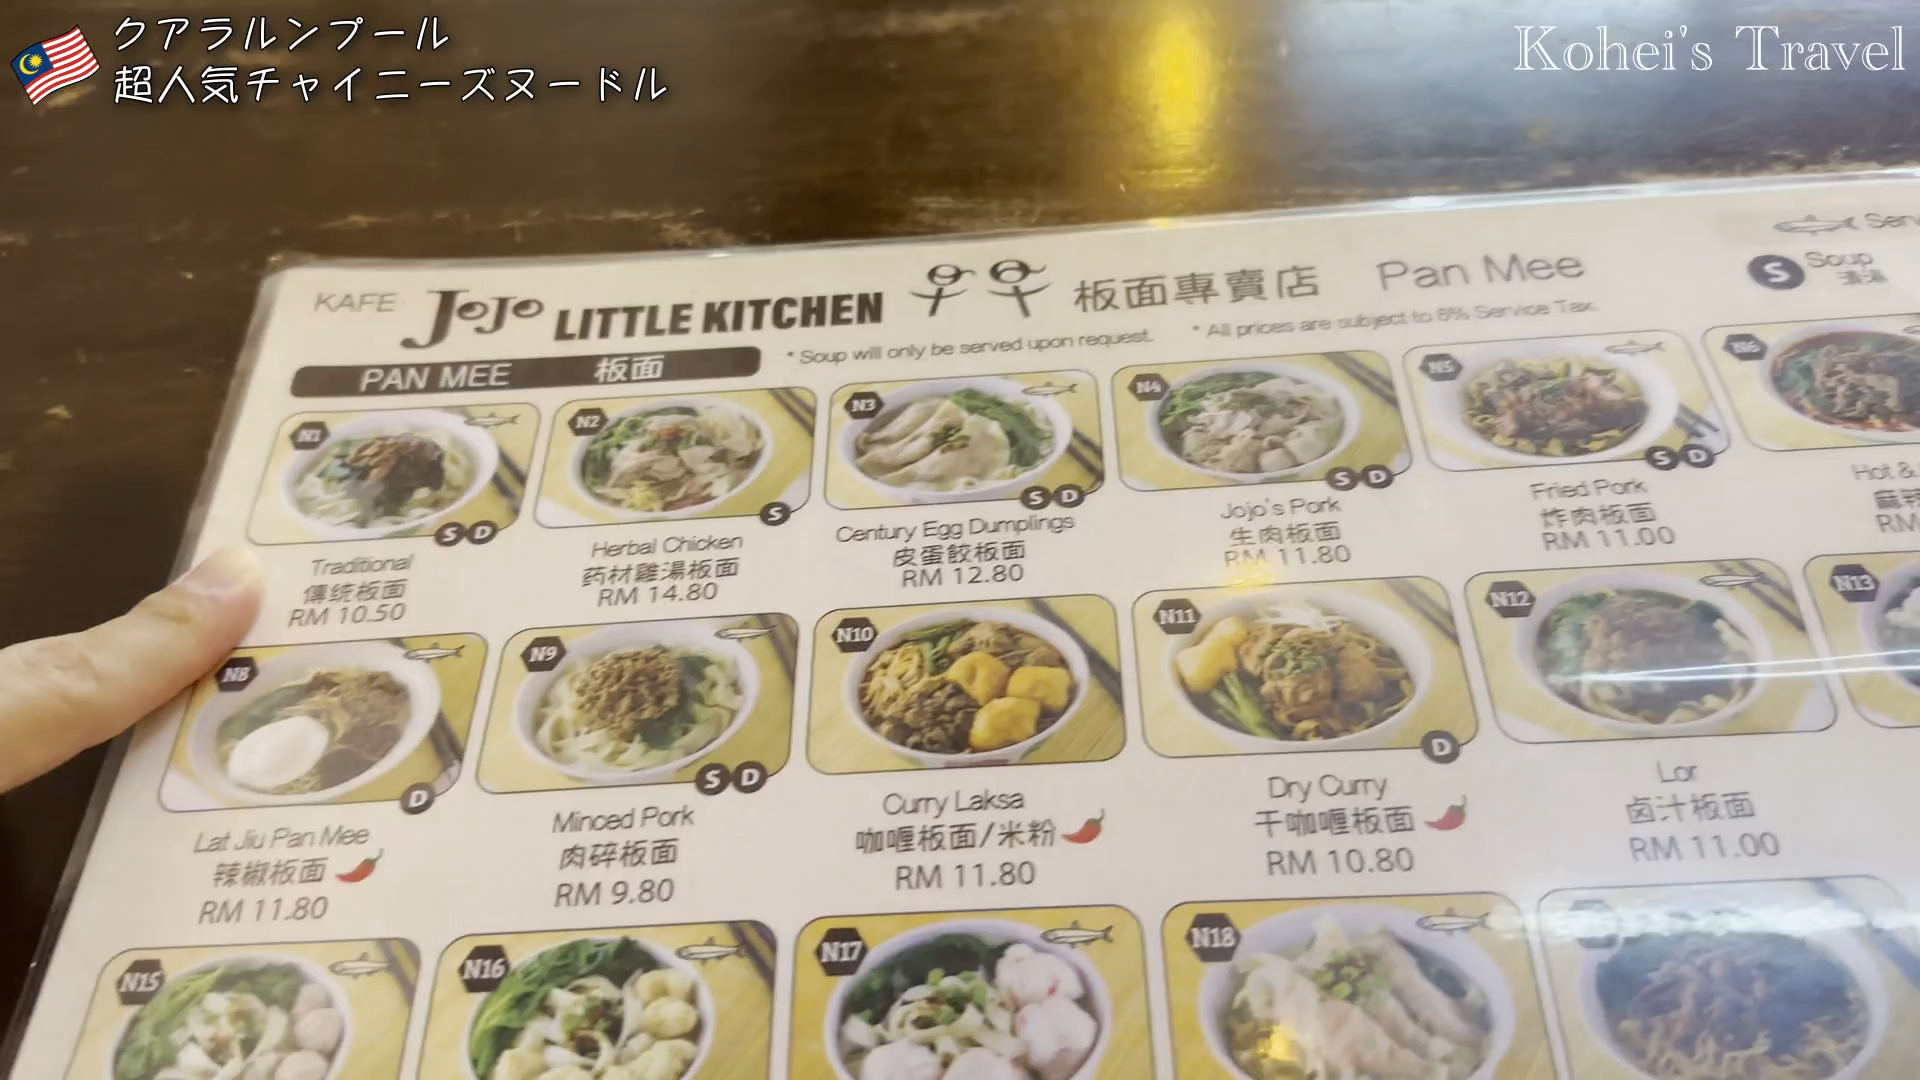 クアラルンプール
超人気チャイニーズヌードル
Kohei's Travel
KAFE JoJo LITTLE KITCHEN 板面專賣店 Pan Mee
S Soup
清湯
PAN MEE 板面
* Soup will only be served upon request.
* All prices are subject to 6% Service Tax.
N1
S D
Traditional
傳统板面
RM 10.50
N2
S
Herbal Chicken
药材雞湯板面
RM 14.80
N3
S D
Century Egg Dumplings
皮蛋餃板面
RM 12.80
N4
S D
Jojo's Pork
生肉板面
RM 11.80
N5
S D
Fried Pork
炸肉板面
RM 11.00
N6
Hot &
RM
N8
D
Lat Jiu Pan Mee
辣椒板面
RM 11.80
N9
S D
Minced Pork
肉碎板面
RM 9.80
N10
Curry Laksa
咖喱板面/米粉
RM 11.80
N11
D
Dry Curry
干咖喱板面
RM 10.80
N12
Lor
卤汁板面
RM 11.00
N13
N15
N16
N17
N18